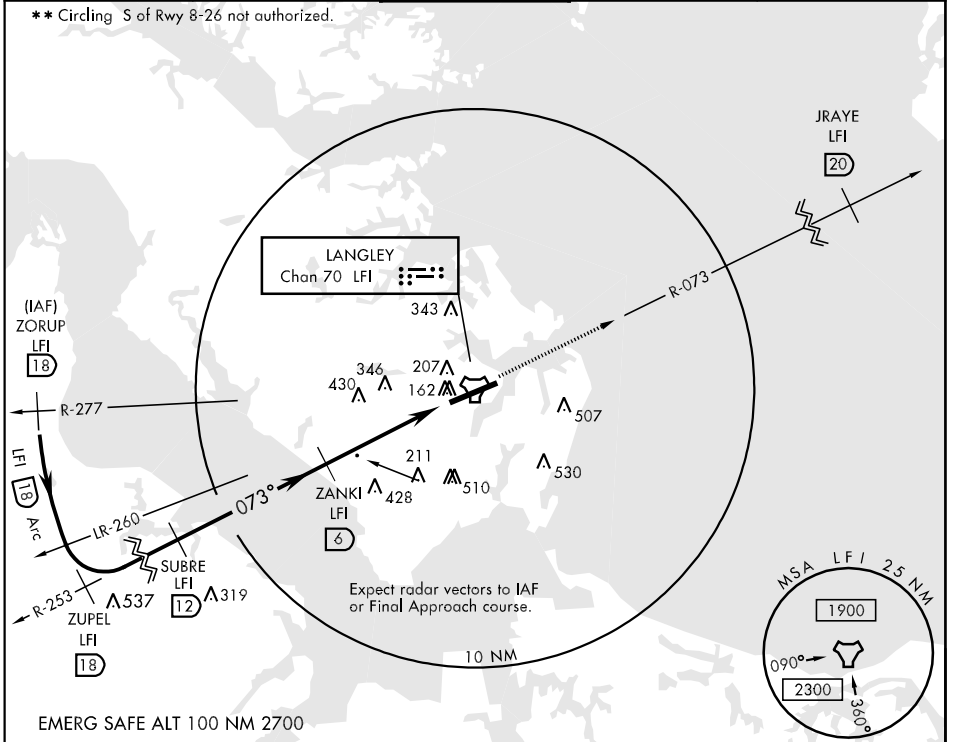 ** Circling S of Rwy 8-26 not authorized.
JRAYE
LFI
20
LANGLEY
Chan 70 LFI
R-073
343
(IAF)
ZORUP
LFI
18
346
207
430
162
R-277
507
LFI
18
Arc
211
530
510
428
ZANKI
LFI
6
073°
LR-260
SUBRE
LFI
12
319
R-253
537
ZUPEL
LFI
18
Expect radar vectors to IAF
or Final Approach course.
10 NM
MSA LFI 25 NM
1900
090°
2300
360°
EMERG SAFE ALT 100 NM 2700